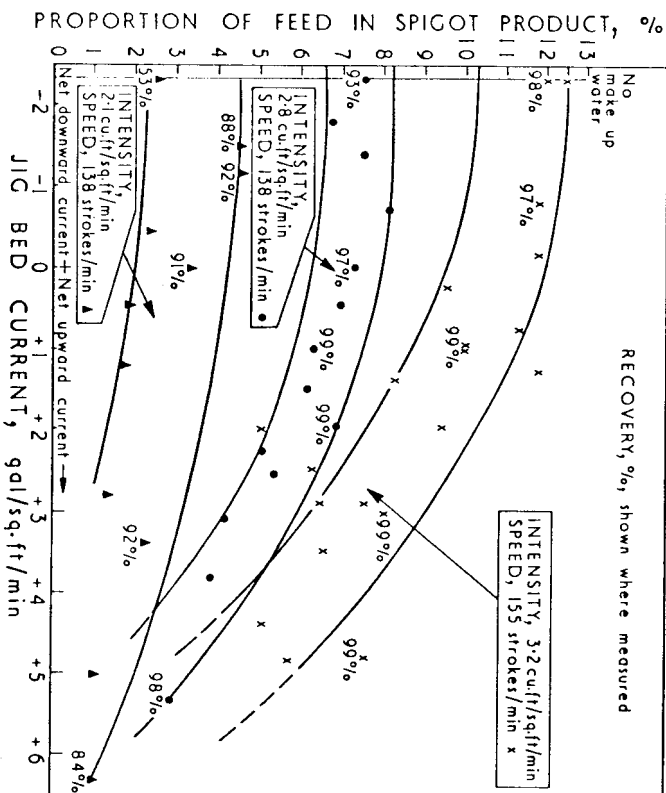 PROPORTION OF FEED IN SPIGOT PRODUCT, %
0 1 2 3 4 5 6 7 8 9 10 11 12 13
No
make up
water
RECOVERY, %, shown where measured
98%
97%
93%
97%
99%
99%
99%
99%
99%
98%
88%
92%
53%
91%
92%
84%
INTENSITY, 3·2 cu.ft/sq.ft/min
SPEED, 155 strokes/min x
INTENSITY,
2·8 cu.ft/sq.ft/min
SPEED, 138 strokes/min
INTENSITY,
2·1 cu.ft/sq.ft/min
SPEED, 138 strokes/min
Net downward current+Net upward current
-2 -1 0 +1 +2 +3 +4 +5 +6
JIG BED CURRENT, gal/sq.ft/min